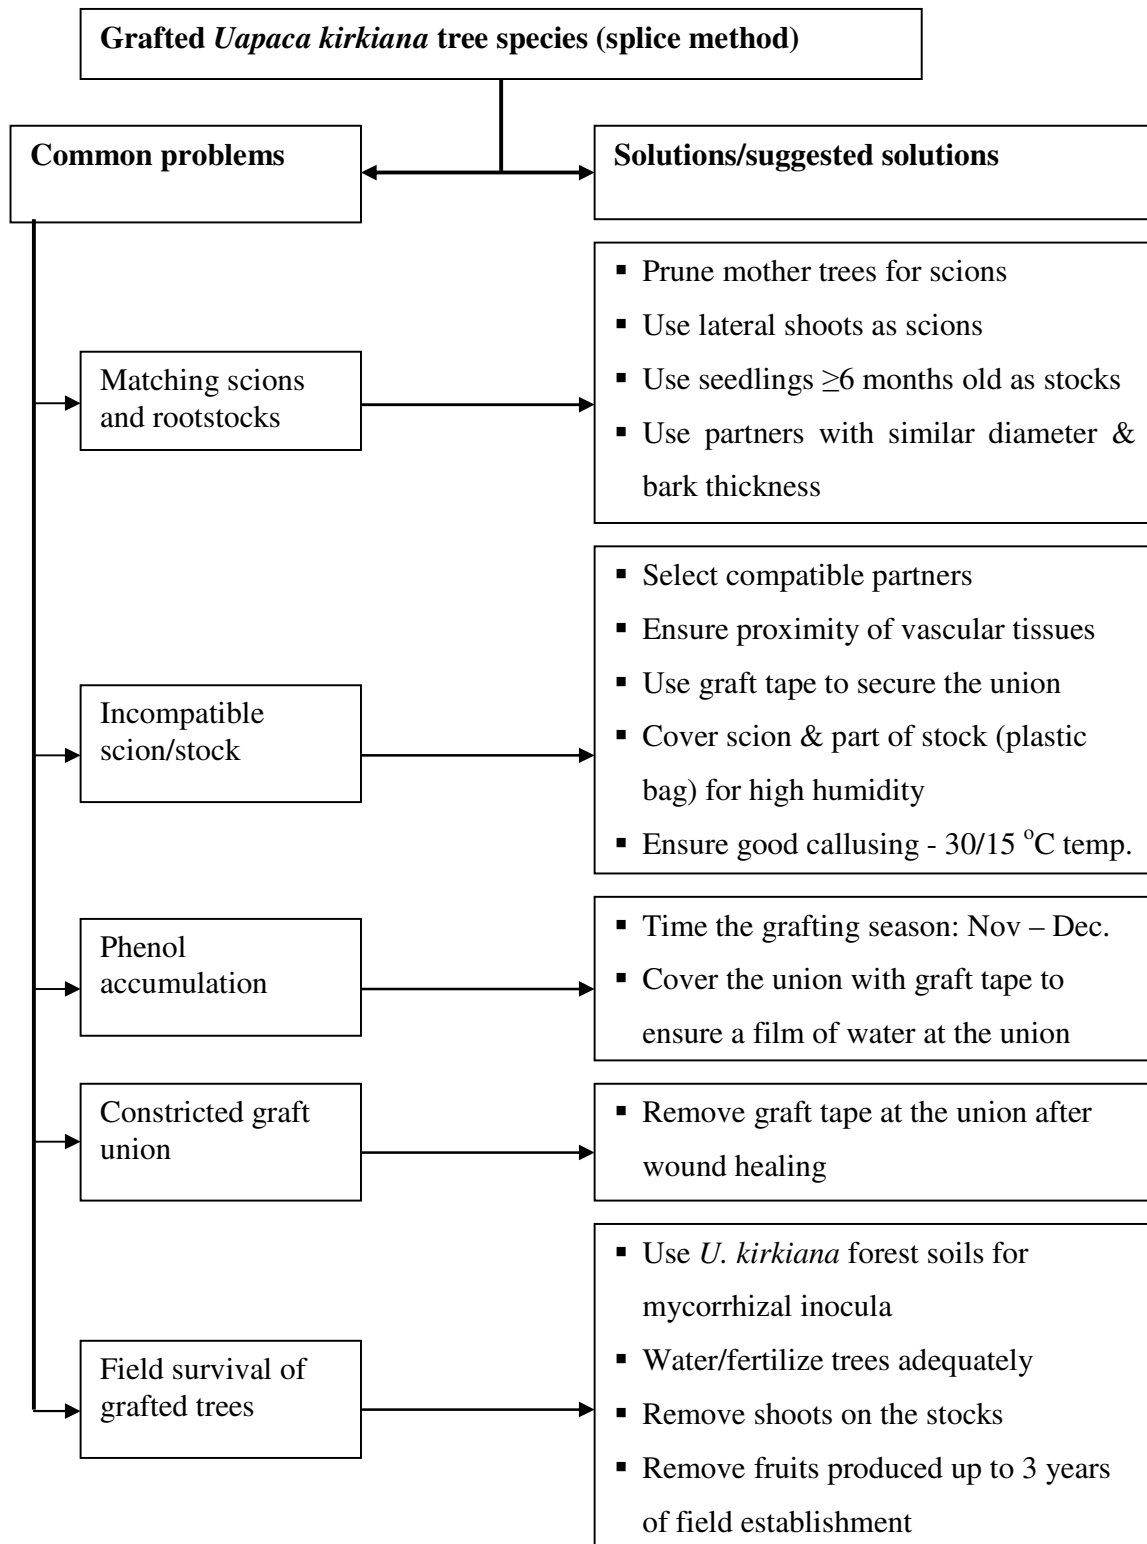 Grafted Uapaca kirkiana tree species (splice method)
Common problems
Solutions/suggested solutions
Matching scions
and rootstocks
▪ Prune mother trees for scions
▪ Use lateral shoots as scions
▪ Use seedlings ≥6 months old as stocks
▪ Use partners with similar diameter &
bark thickness
Incompatible
scion/stock
▪ Select compatible partners
▪ Ensure proximity of vascular tissues
▪ Use graft tape to secure the union
▪ Cover scion & part of stock (plastic
bag) for high humidity
▪ Ensure good callusing - 30/15 °C temp.
Phenol
accumulation
▪ Time the grafting season: Nov – Dec.
▪ Cover the union with graft tape to
ensure a film of water at the union
Constricted graft
union
▪ Remove graft tape at the union after
wound healing
Field survival of
grafted trees
▪ Use U. kirkiana forest soils for
mycorrhizal inocula
▪ Water/fertilize trees adequately
▪ Remove shoots on the stocks
▪ Remove fruits produced up to 3 years
of field establishment